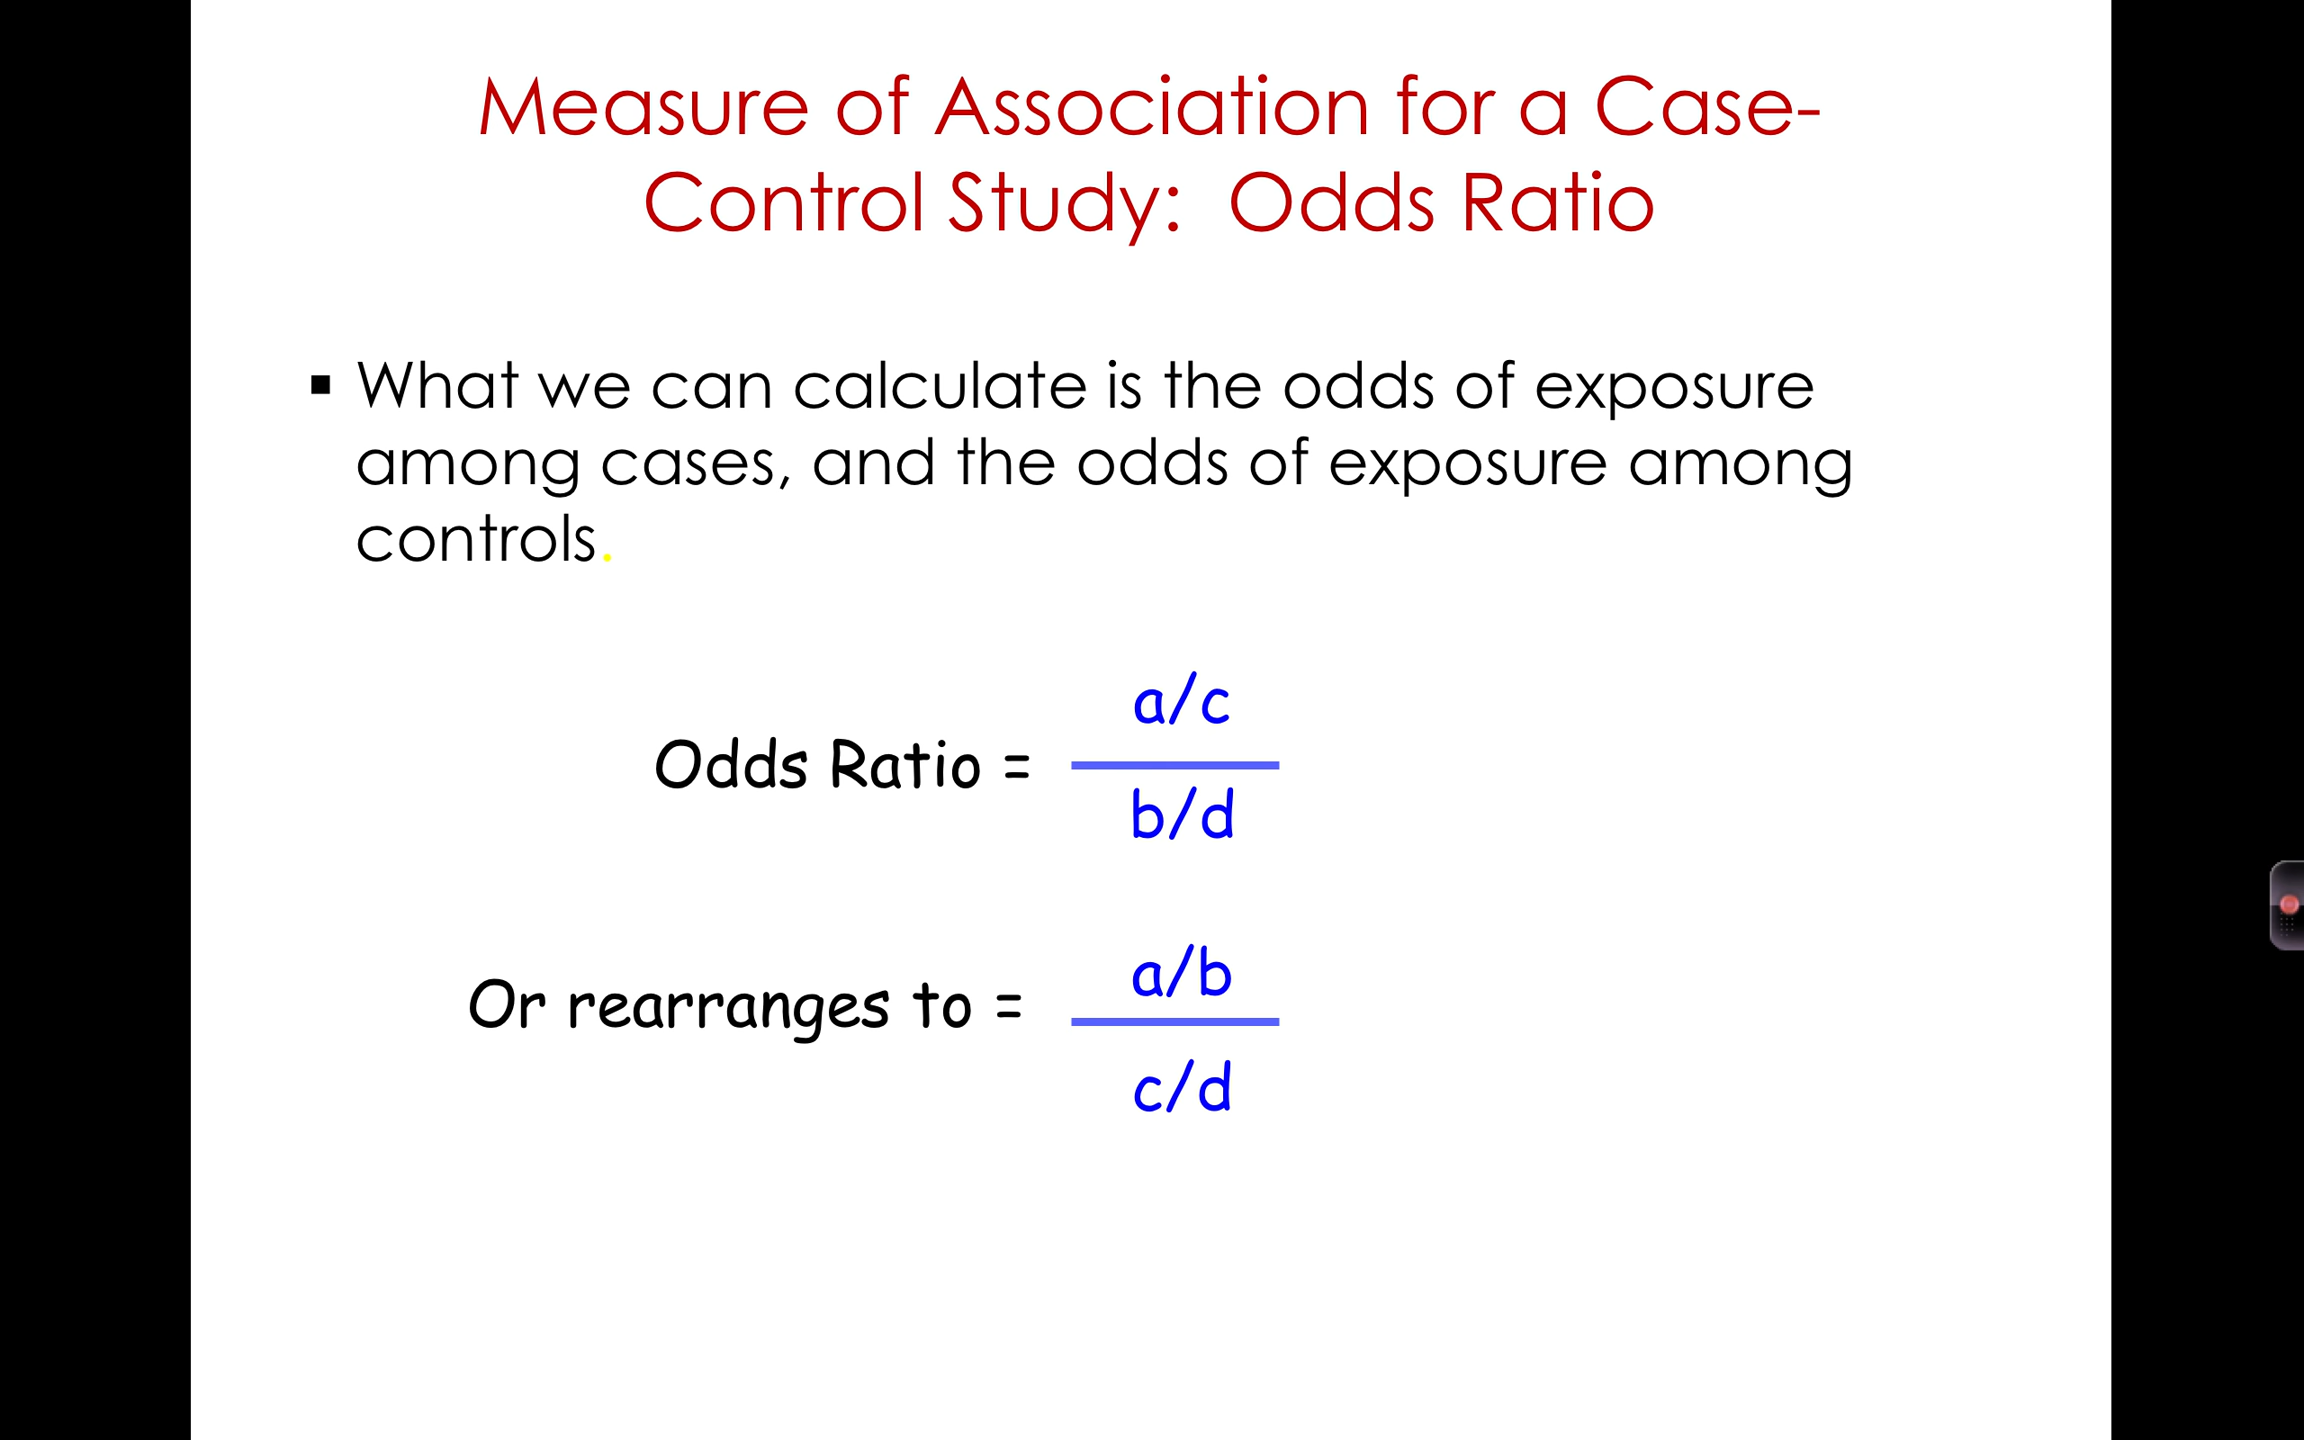 Measure of Association for a Case-
Control Study: Odds Ratio
▪ What we can calculate is the odds of exposure
among cases, and the odds of exposure among
controls.
a/c
Odds Ratio =
b/d
a/b
Or rearranges to =
c/d